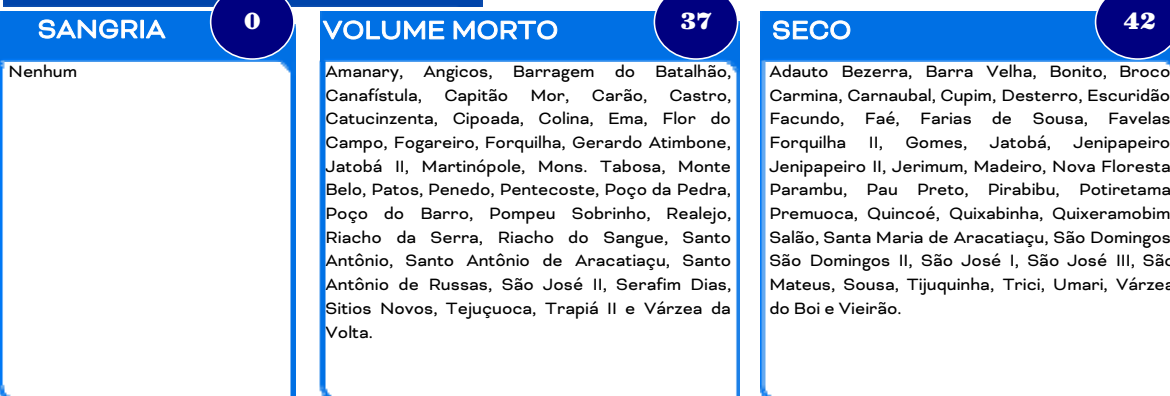 SANGRIA
0
Nenhum
VOLUME MORTO
37
Amanary, Angicos, Barragem do Batalhão,
Canafístula, Capitão Mor, Carão, Castro,
Catucinzenta, Cipoada, Colina, Ema, Flor do
Campo, Fogareiro, Forquilha, Gerardo Atimbone,
Jatobá II, Martinópole, Mons. Tabosa, Monte
Belo, Patos, Penedo, Pentecoste, Poço da Pedra,
Poço do Barro, Pompeu Sobrinho, Realejo,
Riacho da Serra, Riacho do Sangue, Santo
Antônio, Santo Antônio de Aracatiaçu, Santo
Antônio de Russas, São José II, Serafim Dias,
Sitios Novos, Tejuçuoca, Trapiá II e Várzea da
Volta.
SECO
42
Adauto Bezerra, Barra Velha, Bonito, Broco
Carmina, Carnaubal, Cupim, Desterro, Escuridão
Facundo, Faé, Farias de Sousa, Favelas
Forquilha II, Gomes, Jatobá, Jenipapeiro
Jenipapeiro II, Jerimum, Madeiro, Nova Floresta
Parambu, Pau Preto, Pirabibu, Potiretama
Premuoca, Quincoé, Quixabinha, Quixeramobim
Salão, Santa Maria de Aracatiaçu, São Domingos
São Domingos II, São José I, São José III, São
Mateus, Sousa, Tijuquinha, Trici, Umari, Várzea
do Boi e Vieirão.